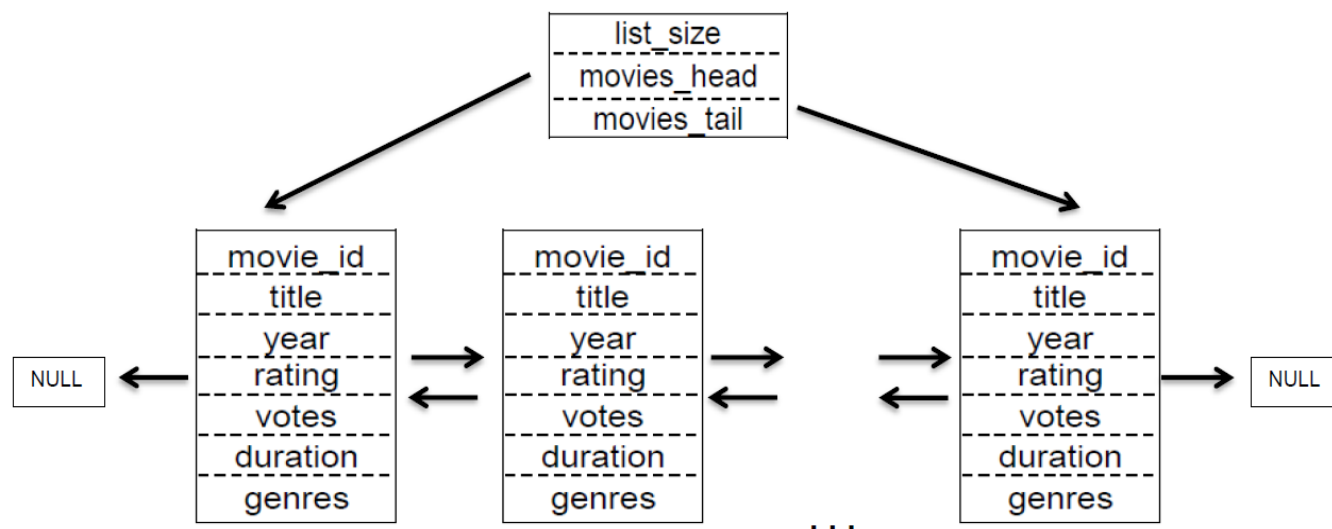 list_size
movies_head
movies_tail
movie_id
title
year
rating
votes
duration
genres
movie_id
title
year
rating
votes
duration
genres
movie_id
title
year
rating
votes
duration
genres
NULL
NULL
...